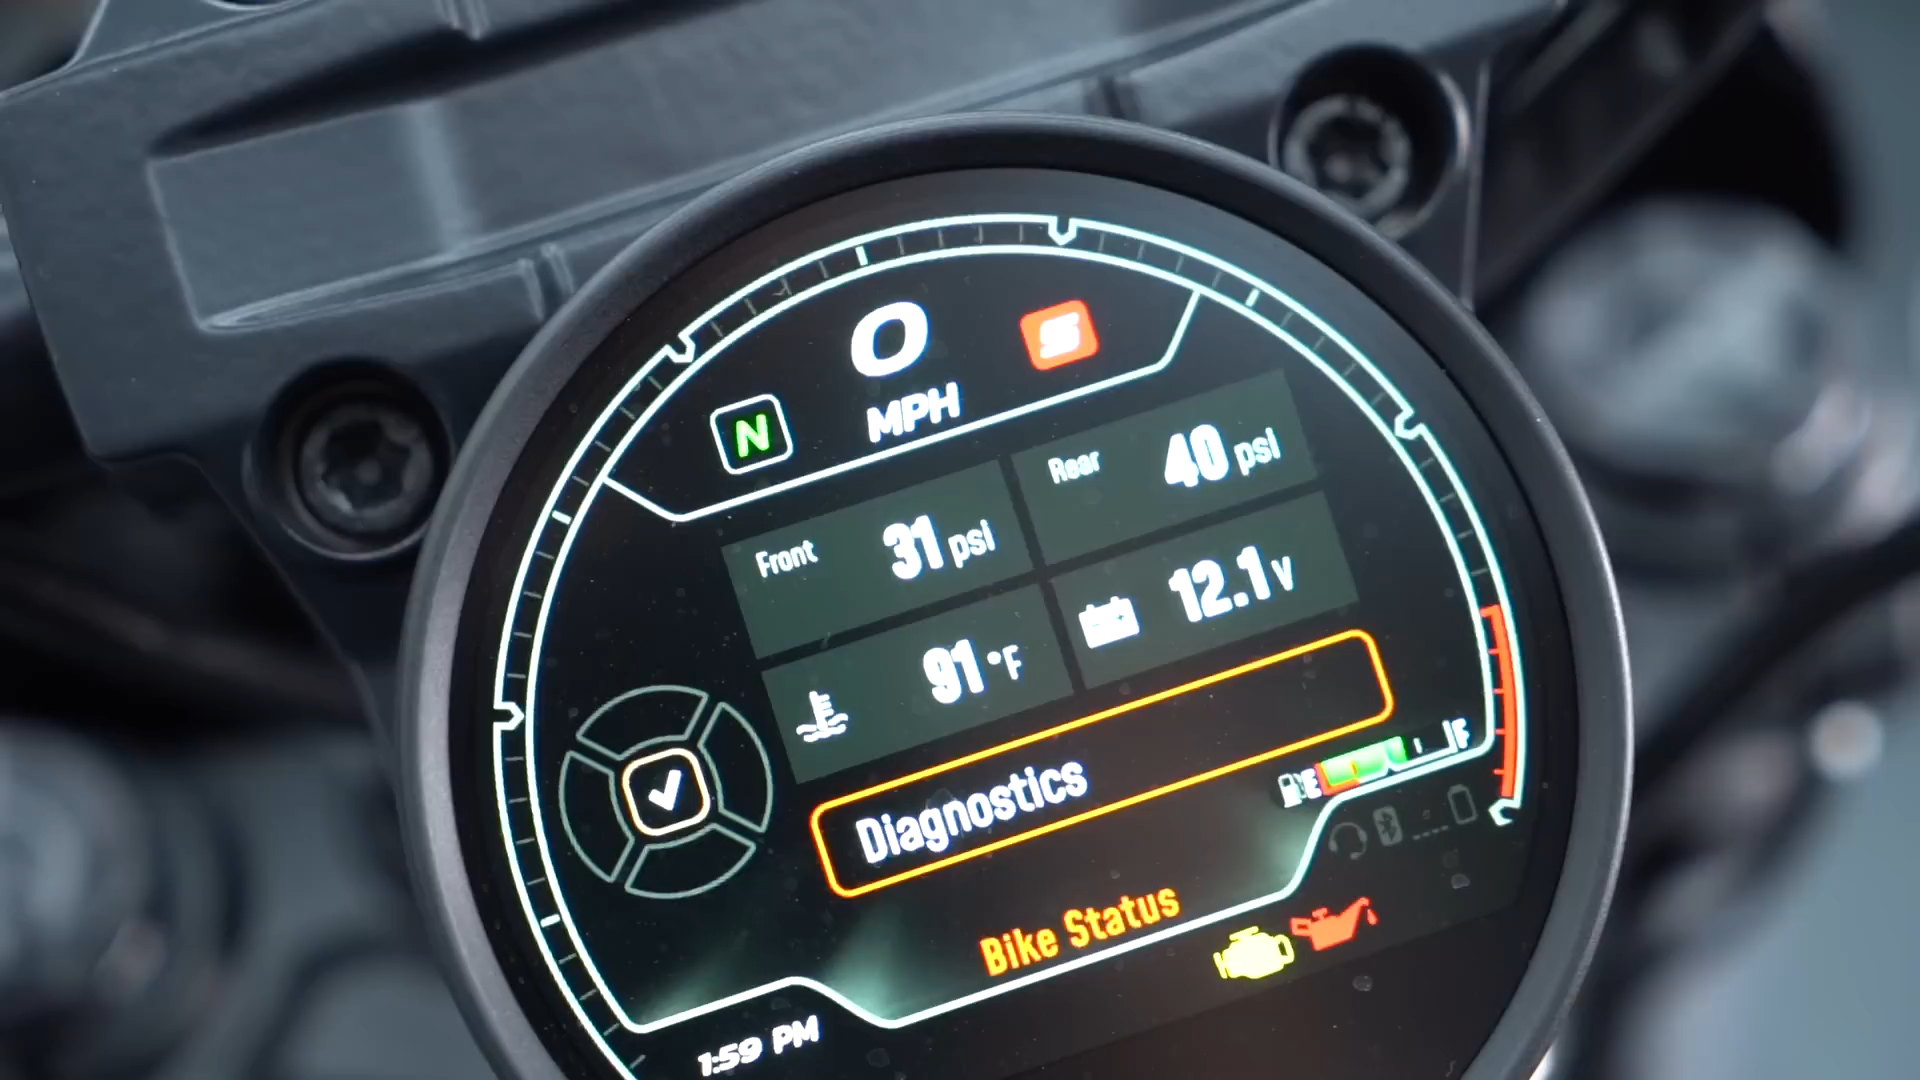 0
S
N
MPH
Rear 40 psi
Front 31 psi
12.1 V
91 °F
E F
Diagnostics
Bike Status
1:59 PM